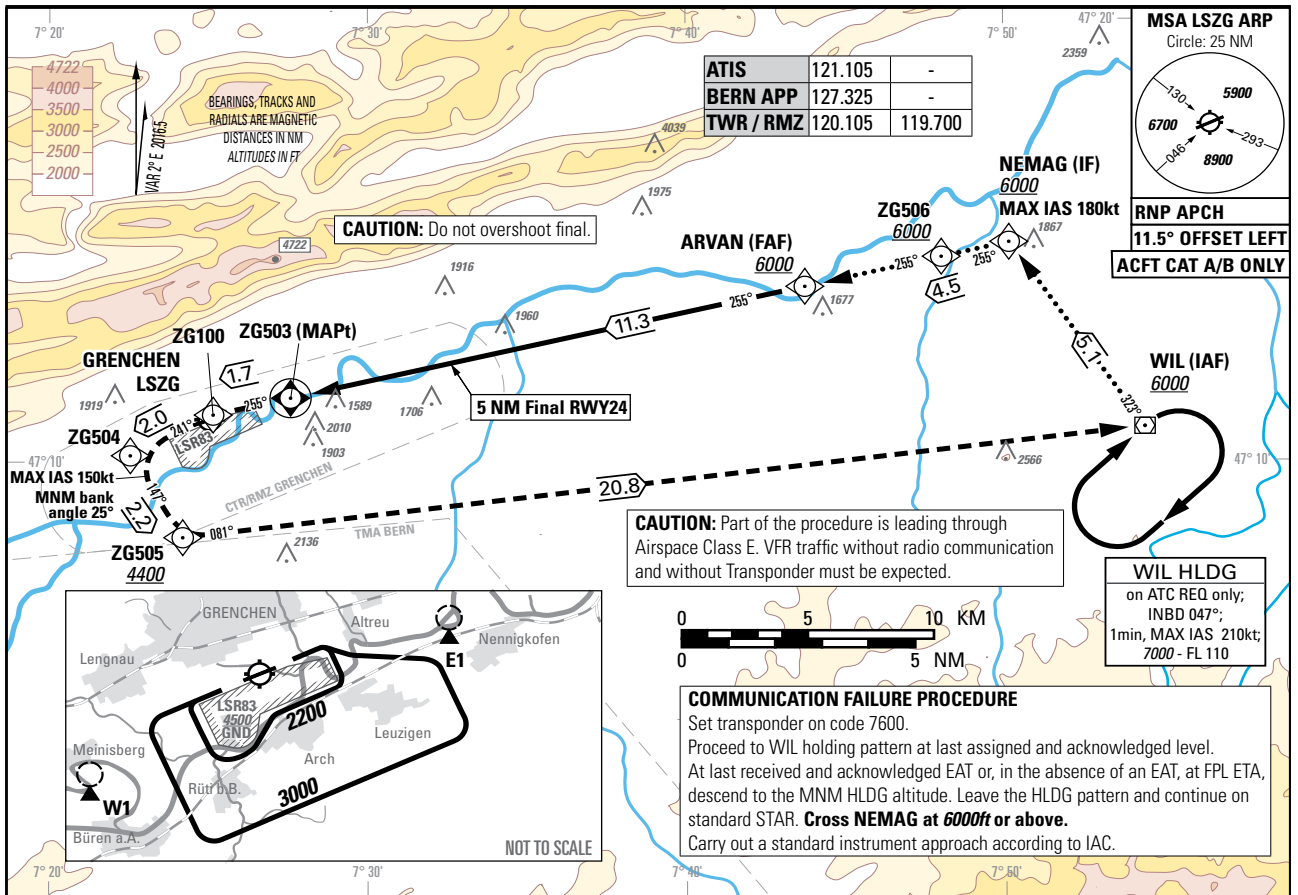 7° 20'
7° 30'
7° 40'
7° 50'
47° 20'
MSA LSZG ARP
Circle: 25 NM
130
5900
6700
293
046
8900
RNP APCH
11.5° OFFSET LEFT
ACFT CAT A/B ONLY
4722
4000
3500
3000
2500
2000
VAR 2° E 2016.5
BEARINGS, TRACKS AND
RADIALS ARE MAGNETIC
DISTANCES IN NM
ALTITUDES IN FT
ATIS 121.105 -
BERN APP 127.325 -
TWR / RMZ 120.105 119.700
2359
4039
1975
CAUTION: Do not overshoot final.
4722
1916
NEMAG (IF)
6000
MAX IAS 180kt
1867
ZG506
6000
255°
255°
4.5
ARVAN (FAF)
6000
1677
255°
11.3
1960
5.1
323°
WIL (IAF)
6000
ZG503 (MAPt)
ZG100
GRENCHEN
LSZG
1.7
255°
1919
1589
1706
5 NM Final RWY24
2010
1903
2.0
241°
LSR83
ZG504
47° 10'
47° 10'
MAX IAS 150kt
MNM bank
angle 25°
147°
2.2
CTR/RMZ GRENCHEN
2566
20.8
081°
TMA BERN
ZG505
4400
2136
CAUTION: Part of the procedure is leading through
Airspace Class E. VFR traffic without radio communication
and without Transponder must be expected.
WIL HLDG
on ATC REQ only;
INBD 047°;
1min, MAX IAS 210kt;
7000 - FL 110
0 5 10 KM
0 5 NM
GRENCHEN
Altreu
Lengnau
Nennigkofen
E1
LSR83
4500
GND
2200
Leuzigen
Meinisberg
Arch
Rüti b.B.
3000
W1
Büren a.A.
NOT TO SCALE
COMMUNICATION FAILURE PROCEDURE
Set transponder on code 7600.
Proceed to WIL holding pattern at last assigned and acknowledged level.
At last received and acknowledged EAT or, in the absence of an EAT, at FPL ETA,
descend to the MNM HLDG altitude. Leave the HLDG pattern and continue on
standard STAR. Cross NEMAG at 6000ft or above.
Carry out a standard instrument approach according to IAC.
7° 20'
7° 30'
7° 40'
7° 50'